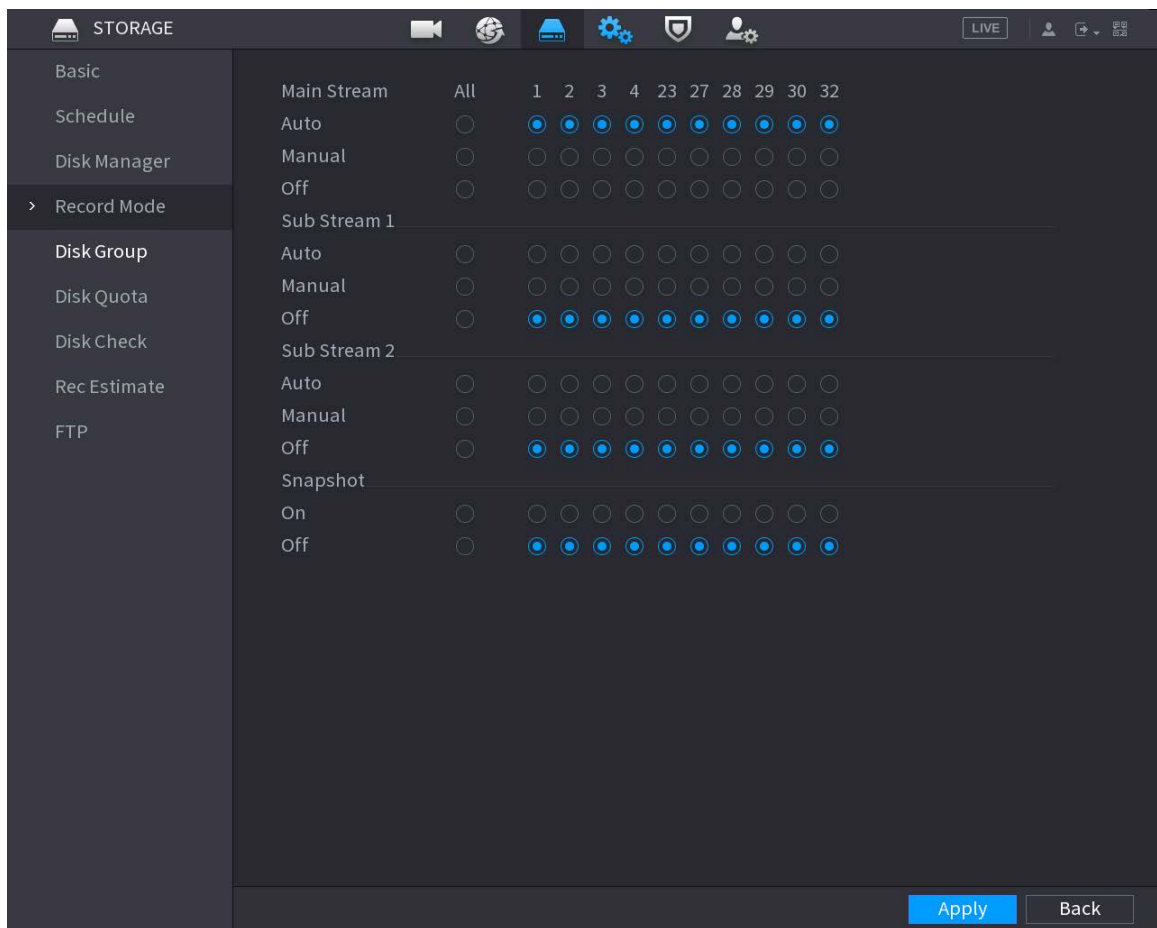 STORAGE
LIVE
Basic
Schedule
Disk Manager
> Record Mode
Disk Group
Disk Quota
Disk Check
Rec Estimate
FTP
Main Stream All 1 2 3 4 23 27 28 29 30 32
Auto
Manual
Off
Sub Stream 1
Auto
Manual
Off
Sub Stream 2
Auto
Manual
Off
Snapshot
On
Off
Apply Back